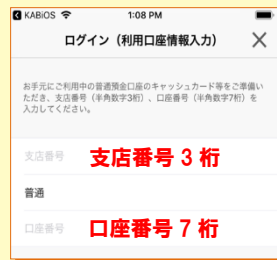 KABiOS 1:08 PM
ログイン（利用口座情報入力） ×
お手元にご利用中の普通預金口座のキャッシュカード等をご準備い
ただき、支店番号（半角数字3桁）、口座番号（半角数字7桁）を
入力してください。
支店番号 支店番号 3 桁
普通
口座番号 口座番号 7 桁